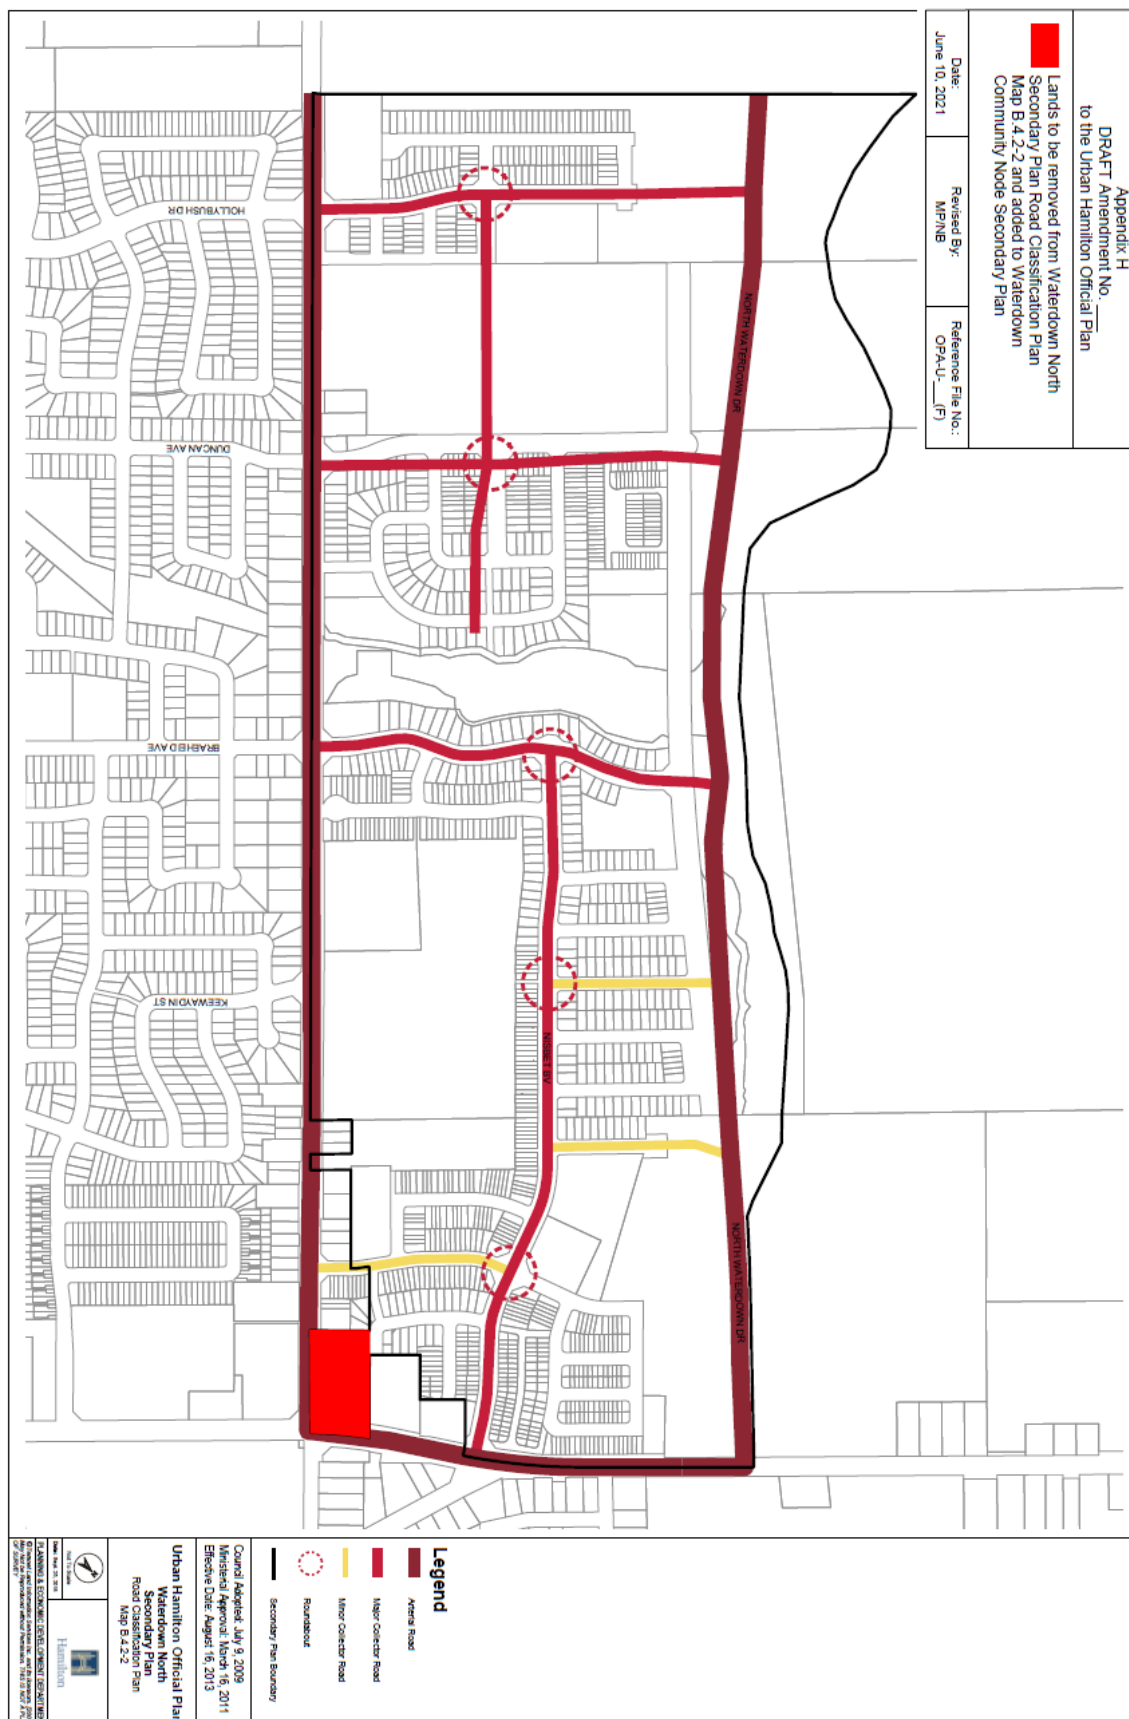 Appendix H
DRAFT Amendment No. ___
to the Urban Hamilton Official Plan
Lands to be removed from Waterdown North
Secondary Plan Road Classification Plan
Map B.4.2-2 and added to Waterdown
Community Node Secondary Plan
Date:
June 10, 2021
Revised By:
MP/NB
Reference File No.:
OPA-U-___(F)
NORTH WATERDOWN DR
HOLLYBUSH DR
DUNCAN AVE
BRAEHEID AVE
KEEWAYDIN ST
NISBET BV
NORTH WATERDOWN DR
Legend
Arterial Road
Major Collector Road
Minor Collector Road
Roundabout
Secondary Plan Boundary
Council Adopted: July 9, 2009
Ministerial Approval: March 16, 2011
Effective Date: August 16, 2013
Urban Hamilton Official Plan
Waterdown North
Secondary Plan
Road Classification Plan
Map B.4.2-2
Not To Scale
Hamilton
PLANNING & ECONOMIC DEVELOPMENT DEPARTME